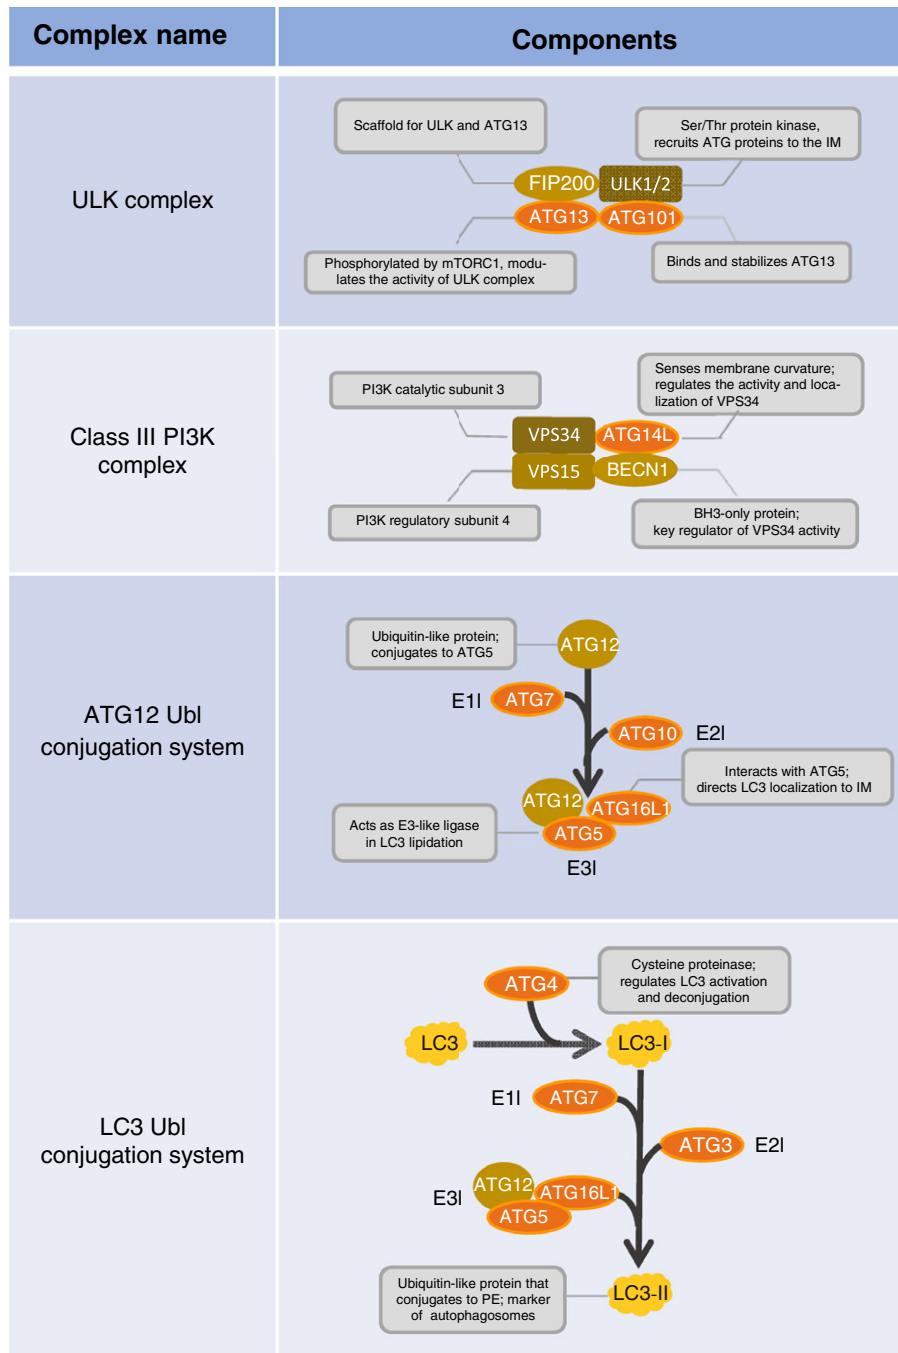 Complex name
Components
ULK complex
Scaffold for ULK and ATG13
Ser/Thr protein kinase,
recruits ATG proteins to the IM
FIP200
ULK1/2
ATG13
ATG101
Phosphorylated by mTORC1, modu-
lates the activity of ULK complex
Binds and stabilizes ATG13
Class III PI3K
complex
PI3K catalytic subunit 3
Senses membrane curvature;
regulates the activity and loca-
lization of VPS34
VPS34
ATG14L
VPS15
BECN1
PI3K regulatory subunit 4
BH3-only protein;
key regulator of VPS34 activity
ATG12 Ubl
conjugation system
Ubiquitin-like protein;
conjugates to ATG5
ATG12
E1l
ATG7
ATG10
E2l
Interacts with ATG5;
directs LC3 localization to IM
ATG12
ATG16L1
ATG5
Acts as E3-like ligase
in LC3 lipidation
E3l
LC3 Ubl
conjugation system
Cysteine proteinase;
regulates LC3 activation
and deconjugation
ATG4
LC3
LC3-I
E1l
ATG7
ATG3
E2l
E3l
ATG12
ATG16L1
ATG5
Ubiquitin-like protein that
conjugates to PE; marker
of autophagosomes
LC3-II